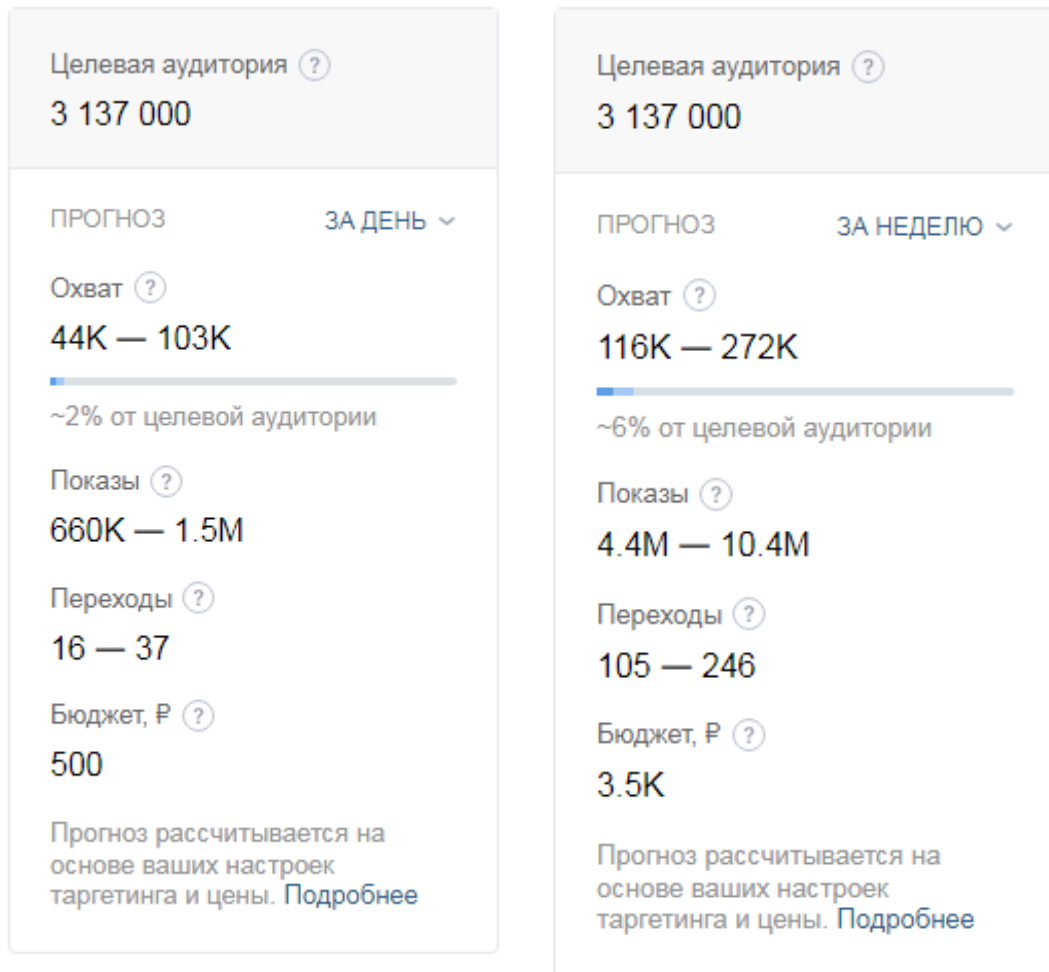 Целевая аудитория ?
3 137 000
ПРОГНОЗ ЗА ДЕНЬ
Охват ?
44K — 103K
~2% от целевой аудитории
Показы ?
660K — 1.5M
Переходы ?
16 — 37
Бюджет, ₽ ?
500
Прогноз рассчитывается на
основе ваших настроек
таргетинга и цены. Подробнее
Целевая аудитория ?
3 137 000
ПРОГНОЗ ЗА НЕДЕЛЮ
Охват ?
116K — 272K
~6% от целевой аудитории
Показы ?
4.4M — 10.4M
Переходы ?
105 — 246
Бюджет, ₽ ?
3.5K
Прогноз рассчитывается на
основе ваших настроек
таргетинга и цены. Подробнее